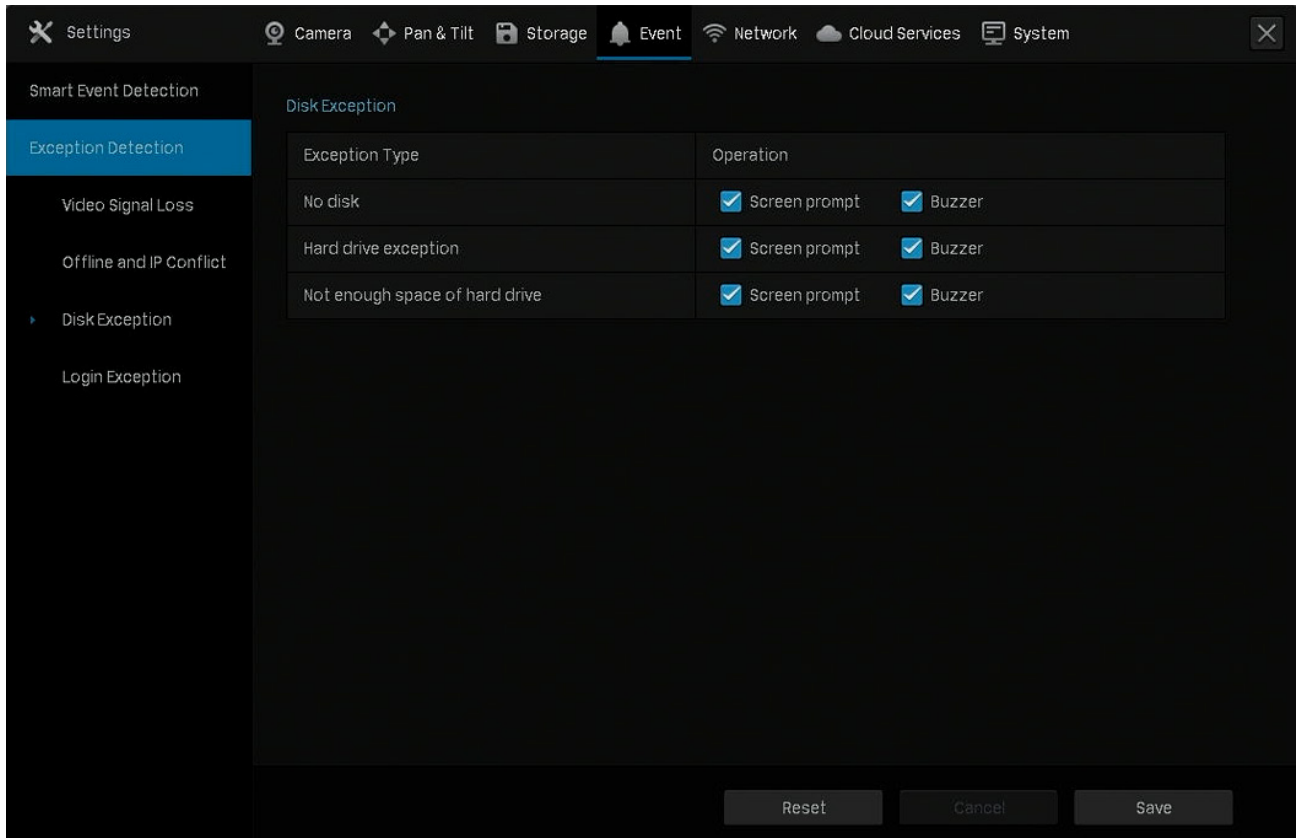 Settings
Camera Pan & Tilt Storage Event Network Cloud Services System
Smart Event Detection
Exception Detection
Video Signal Loss
Offline and IP Conflict
Disk Exception
Login Exception
Disk Exception
Exception Type Operation
No disk Screen prompt Buzzer
Hard drive exception Screen prompt Buzzer
Not enough space of hard drive Screen prompt Buzzer
Reset Cancel Save